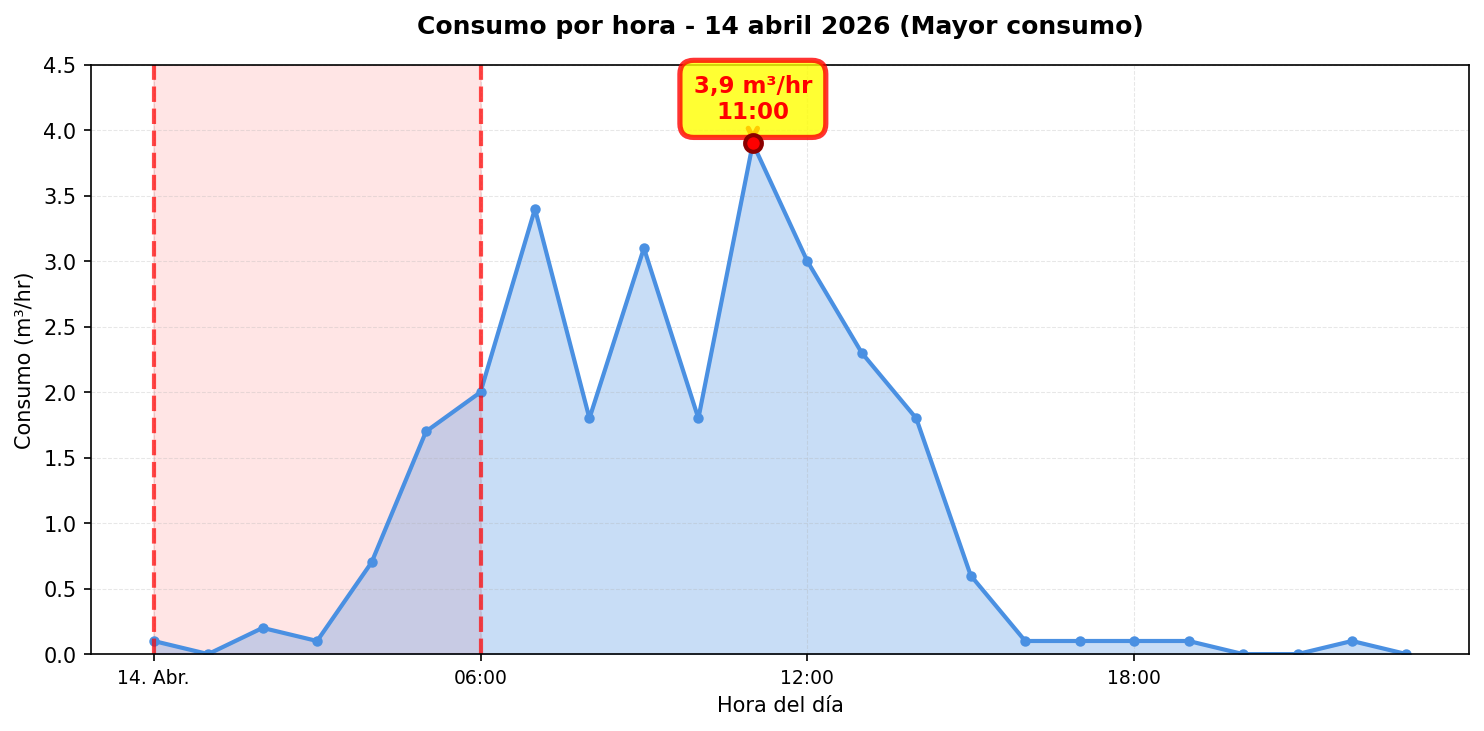 Consumo por hora - 14 abril 2026 (Mayor consumo)
3,9 m³/hr
11:00
Consumo (m³/hr)
4.5
4.0
3.5
3.0
2.5
2.0
1.5
1.0
0.5
0.0
14. Abr.
06:00
12:00
18:00
Hora del día